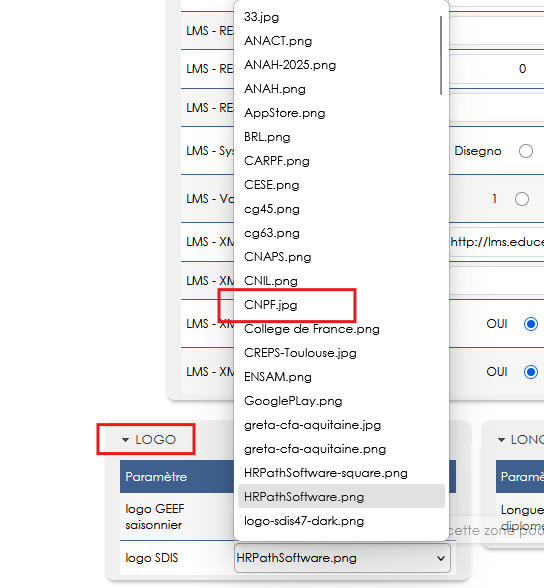 33.jpg
LMS - RE
ANACT.png
ANAH-2025.png
LMS - RE
0
ANAH.png
LMS - RE
AppStore.png
BRL.png
LMS - Sys
Disegno
CARPF.png
CESE.png
LMS - Va
1
cg45.png
cg63.png
LMS - XM
http://lms.educe
CNAPS.png
CNIL.png
LMS - XM
CNPF.jpg
LMS - XM
OUI
College de France.png
CREPS-Toulouse.jpg
LMS - XM
OUI
ENSAM.png
GooglePLay.png
greta-cfa-aquitaine.jpg
LOGO
LONG
greta-cfa-aquitaine.png
Paramètre
HRPathSoftware-square.png
Paramè
HRPathSoftware.png
logo GEEF
saisonnier
Longue
diplome
logo-sdis47-dark.png
cette zone pou
logo SDIS
HRPathSoftware.png